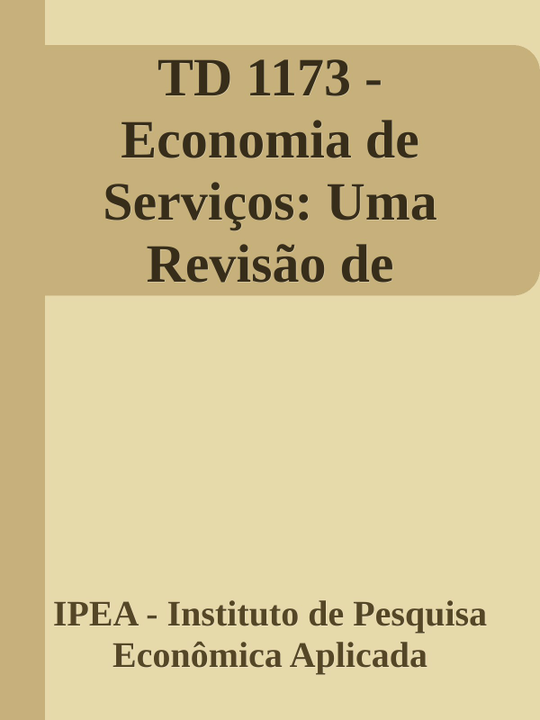 TD 1173 -
Economia de
Serviços: Uma
Revisão de
IPEA - Instituto de Pesquisa
Econômica Aplicada